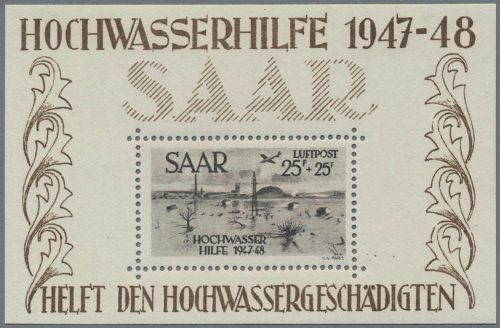 HOCHWASSERHILFE 1947-48
SAAR
SAAR
LUFTPOST
25F + 25F
HOCHWASSER
HILFE 1947-48
HELFT DEN HOCHWASSERGESCHÄDIGTEN